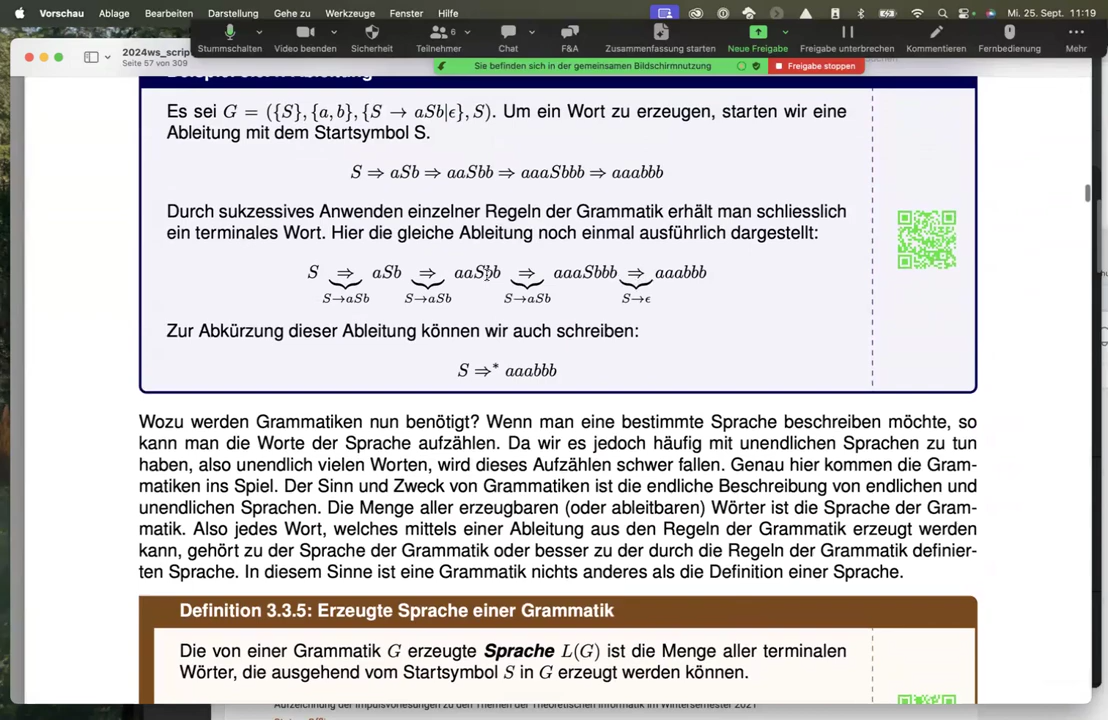 Vorschau Ablage Bearbeiten Darstellung Gehe zu Werkzeuge Fenster Hilfe Mi. 25. Sept. 11:19
6
Stummschalten Video beenden Sicherheit Teilnehmer Chat F&A Zusammenfassung starten Neue Freigabe Freigabe unterbrechen Kommentieren Fernbedienung Mehr
2024ws_scrip
Seite 57 von 309
Sie befinden sich in der gemeinsamen Bildschirmnutzung Freigabe stoppen
Es sei G = ({S}, {a, b}, {S → aSb|ϵ}, S). Um ein Wort zu erzeugen, starten wir eine
Ableitung mit dem Startsymbol S.
S ⇒ aSb ⇒ aaSbb ⇒ aaaSbbb ⇒ aaabbb
Durch sukzessives Anwenden einzelner Regeln der Grammatik erhält man schliesslich
ein terminales Wort. Hier die gleiche Ableitung noch einmal ausführlich dargestellt:
S ⇒ aSb ⇒ aaSbb ⇒ aaaSbbb ⇒ aaabbb
S→aSb S→aSb S→aSb S→ϵ
Zur Abkürzung dieser Ableitung können wir auch schreiben:
S ⇒* aaabbb
Wozu werden Grammatiken nun benötigt? Wenn man eine bestimmte Sprache beschreiben möchte, so
kann man die Worte der Sprache aufzählen. Da wir es jedoch häufig mit unendlichen Sprachen zu tun
haben, also unendlich vielen Worten, wird dieses Aufzählen schwer fallen. Genau hier kommen die Gram-
matiken ins Spiel. Der Sinn und Zweck von Grammatiken ist die endliche Beschreibung von endlichen und
unendlichen Sprachen. Die Menge aller erzeugbaren (oder ableitbaren) Wörter ist die Sprache der Gram-
matik. Also jedes Wort, welches mittels einer Ableitung aus den Regeln der Grammatik erzeugt werden
kann, gehört zu der Sprache der Grammatik oder besser zu der durch die Regeln der Grammatik definier-
ten Sprache. In diesem Sinne ist eine Grammatik nichts anderes als die Definition einer Sprache.
Definition 3.3.5: Erzeugte Sprache einer Grammatik
Die von einer Grammatik G erzeugte Sprache L(G) ist die Menge aller terminalen
Wörter, die ausgehend vom Startsymbol S in G erzeugt werden können.
Aufzeichnung der Impulsvorlesungen zu den Themen der Theoretischen Informatik im Wintersemester 2021